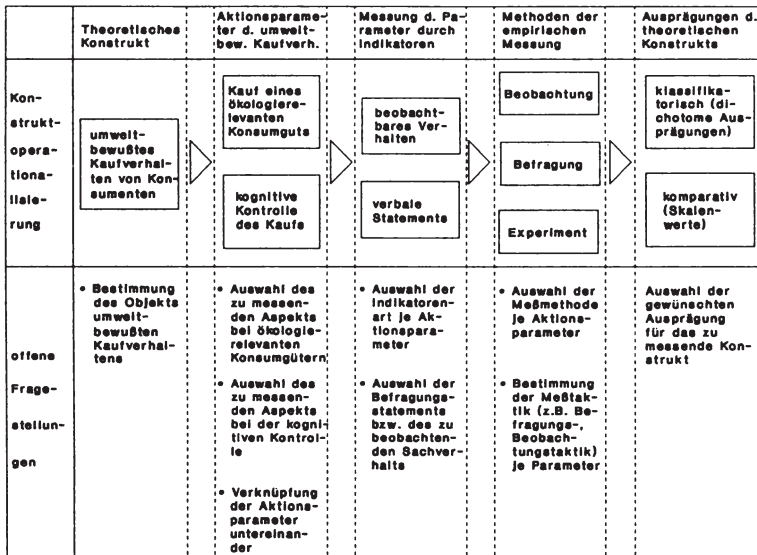 Theoretisches
Konstrukt
Aktionsparame-
ter d. umwelt-
bew. Kaufverh.
Messung d. Pa-
rameter durch
Indikatoren
Methoden der
empirischen
Messung
Ausprägungen d.
theoretischen
Konstrukts
Kon-
strukt-
opera-
tiona-
lisie-
rung
umwelt-
bewußtes
Kaufverhal-
ten von Kon-
sumenten
Kauf eines
ökologiere-
levanten
Konsumguts
kognitive
Kontrolle
des Kaufs
beobacht-
bares Ver-
halten
verbale
Statements
Beobachtung
Befragung
Experiment
klassifika-
torisch (di-
chotome Aus-
prägungen)
komparativ
(Skalen-
werte)
offene
Frage-
stellun-
gen
• Bestimmung
des Objekts
umwelt-
bewußten
Kaufverhal-
tens
• Auswahl des
zu messen-
den Aspekts
bei ökologie-
relevanten
Konsumgütern
• Auswahl des
zu messen-
den Aspekts
bei der kogni-
tiven Kontrol-
le
• Verknüpfung
der Aktions-
parameter
untereinan-
der
• Auswahl der
Indikatoren-
art je Ak-
tionspara-
meter
• Auswahl der
Befragungs-
statements
bzw. des zu
beobachten-
den Sachver-
halts
• Auswahl der
Meßmethode
je Aktions-
parameter
• Bestimmung
der Meßtak-
tik (z.B. Be-
fragungs-,
Beobach-
tungstaktik)
je Parameter
Auswahl der
gewünschten
Ausprägung
für das zu
messende Kon-
strukt